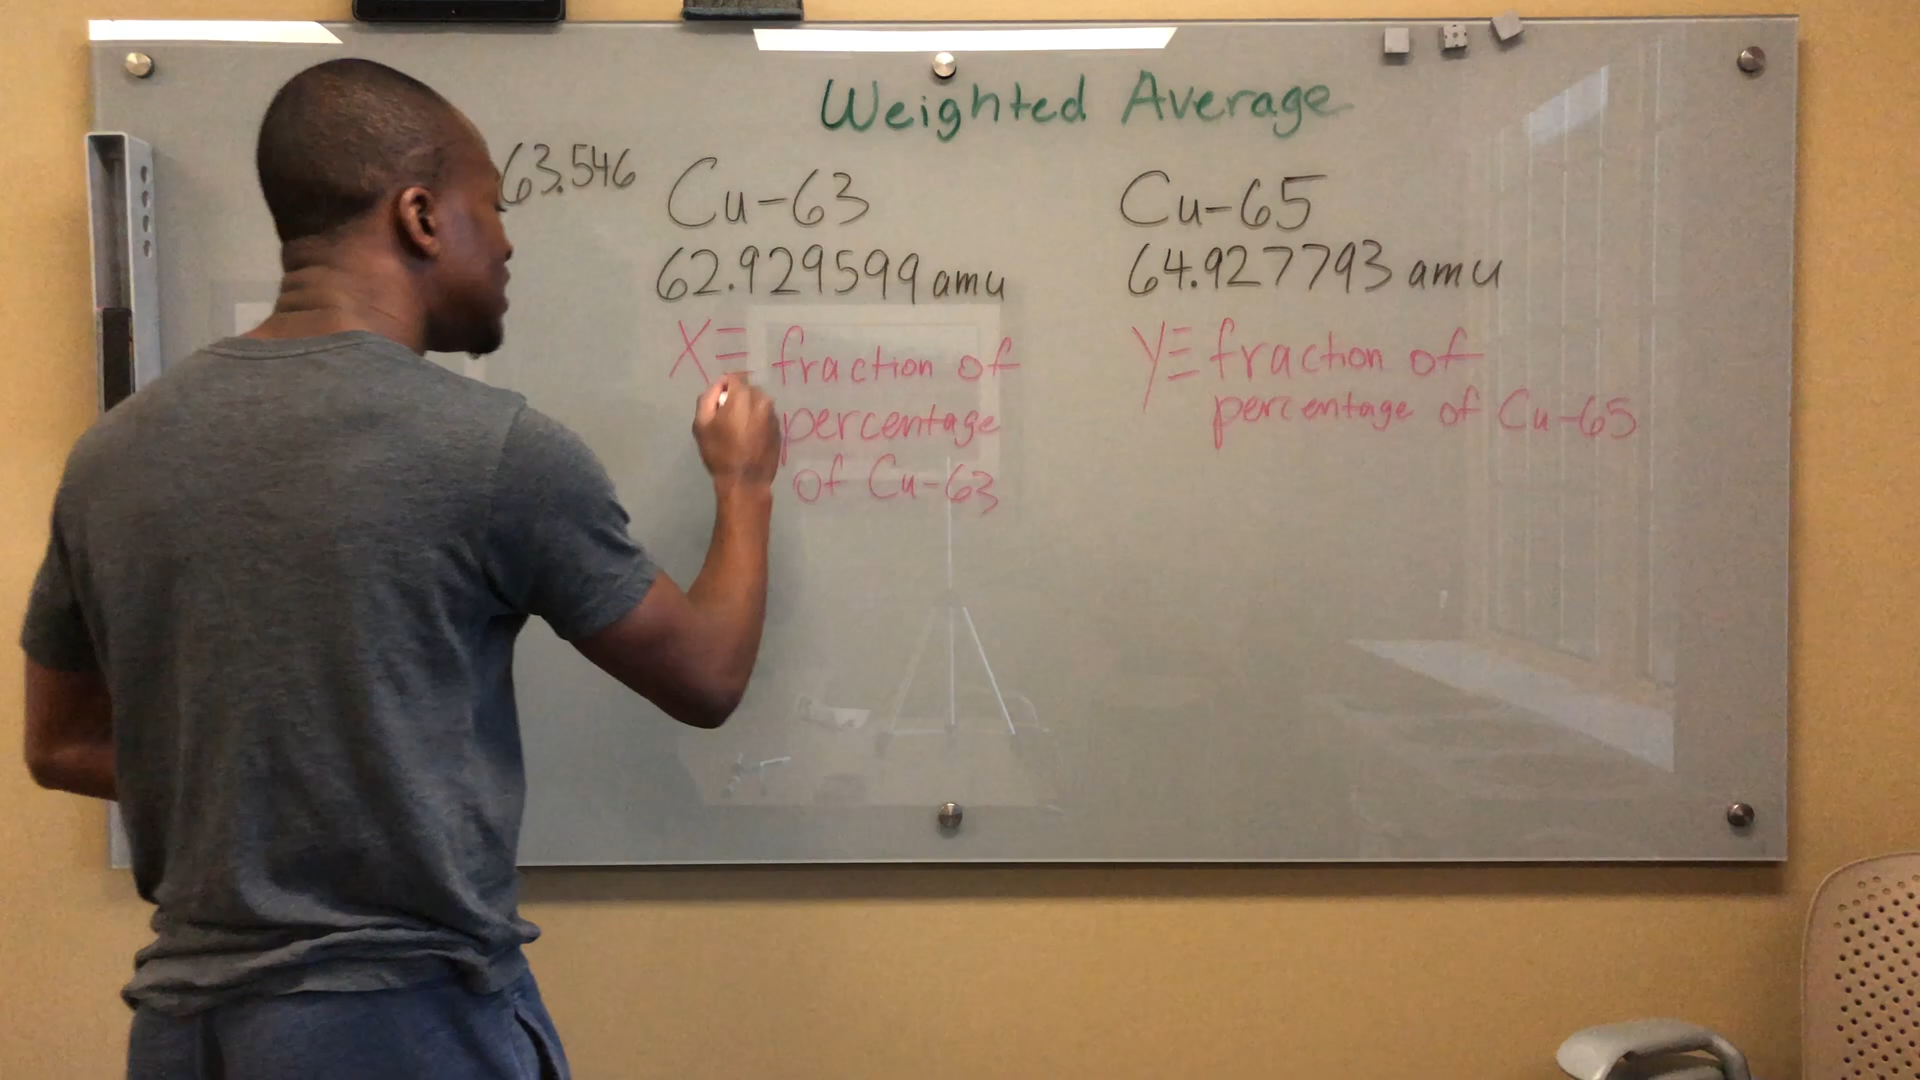 Weighted Average
63.546
Cu-63
62.929599 amu
X≡ fraction of
percentage
of Cu-63
Cu-65
64.927793 amu
Y≡ fraction of
percentage of Cu-65